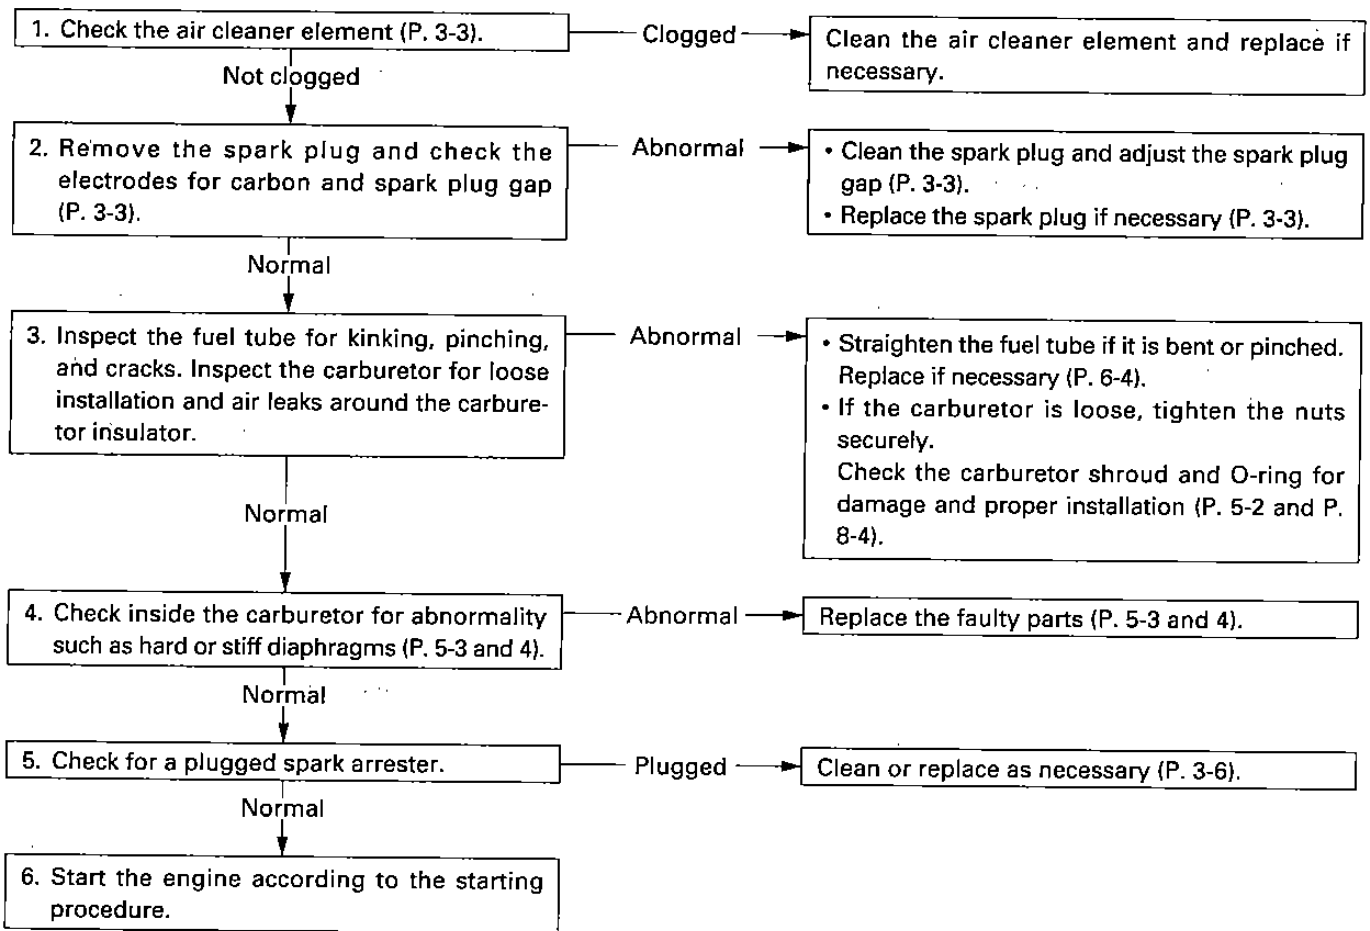 1. Check the air cleaner element (P. 3-3).
Clogged
Clean the air cleaner element and replace if
necessary.
Not clogged
2. Remove the spark plug and check the
electrodes for carbon and spark plug gap
(P. 3-3).
Abnormal
• Clean the spark plug and adjust the spark plug
gap (P. 3-3).
• Replace the spark plug if necessary (P. 3-3).
Normal
3. Inspect the fuel tube for kinking, pinching,
and cracks. Inspect the carburetor for loose
installation and air leaks around the carbure-
tor insulator.
Abnormal
• Straighten the fuel tube if it is bent or pinched.
Replace if necessary (P. 6-4).
• If the carburetor is loose, tighten the nuts
securely.
Check the carburetor shroud and O-ring for
damage and proper installation (P. 5-2 and P.
8-4).
Normal
4. Check inside the carburetor for abnormality
such as hard or stiff diaphragms (P. 5-3 and 4).
Abnormal
Replace the faulty parts (P. 5-3 and 4).
Normal
5. Check for a plugged spark arrester.
Plugged
Clean or replace as necessary (P. 3-6).
Normal
6. Start the engine according to the starting
procedure.